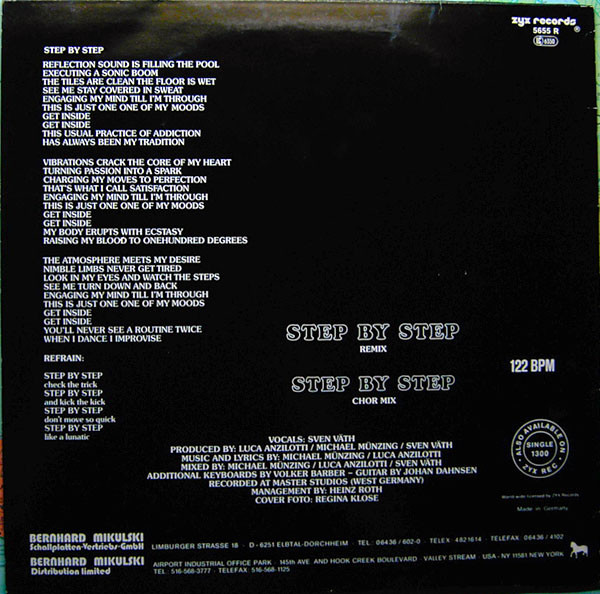 zyx records
5655 R
®
STEP BY STEP
REFLECTION SOUND IS FILLING THE POOL
EXECUTING A SONIC BOOM
THE TILES ARE CLEAN THE FLOOR IS WET
SEE ME STAY COVERED IN SWEAT
ENGAGING MY MIND TILL I'M THROUGH
THIS IS JUST ONE ONE OF MY MOODS
GET INSIDE
GET INSIDE
THIS USUAL PRACTICE OF ADDICTION
HAS ALWAYS BEEN MY TRADITION
VIBRATIONS CRACK THE CORE OF MY HEART
TURNING PASSION INTO A SPARK
CHARGING MY MOVES TO PERFECTION
THAT'S WHAT I CALL SATISFACTION
ENGAGING MY MIND TILL I'M THROUGH
THIS IS JUST ONE ONE OF MY MOODS
GET INSIDE
GET INSIDE
MY BODY ERUPTS WITH ECSTASY
RAISING MY BLOOD TO ONEHUNDRED DEGREES
THE ATMOSPHERE MEETS MY DESIRE
NIMBLE LIMBS NEVER GET TIRED
LOOK IN MY EYES AND WATCH THE STEPS
SEE ME TURN DOWN AND BACK
ENGAGING MY MIND TILL I'M THROUGH
THIS IS JUST ONE ONE OF MY MOODS
GET INSIDE
GET INSIDE
YOU'LL NEVER SEE A ROUTINE TWICE
WHEN I DANCE I IMPROVISE
REFRAIN:
STEP BY STEP
check the trick
STEP BY STEP
and kick the kick
STEP BY STEP
don't move so quick
STEP BY STEP
like a lunatic
STEP BY STEP
REMIX
STEP BY STEP
CHOR MIX
122 BPM
ALSO AVAILABLE ON
SINGLE
1300
ZYX REC.
VOCALS: SVEN VÄTH
PRODUCED BY: LUCA ANZILOTTI / MICHAEL MÜNZING / SVEN VÄTH
MUSIC AND LYRICS BY: MICHAEL MÜNZING / LUCA ANZILOTTI
MIXED BY: MICHAEL MÜNZING / LUCA ANZILOTTI / SVEN VÄTH
ADDITIONAL KEYBOARDS BY VOLKER BARBER – GUITAR BY JOHAN DAHNSEN
RECORDED AT MASTER STUDIOS (WEST GERMANY)
MANAGEMENT BY: HEINZ ROTH
COVER FOTO: REGINA KLOSE
World-wide licensed by ZYX Records
Made in Germany
BERNHARD MIKULSKI
Schallplatten-Vertriebs-GmbH
LIMBURGER STRASSE 18 · D-6251 ELBTAL-DORCHHEIM · TEL.: 06436 / 602-0 · TELEX 4821614 · TELEFAX 06436 / 4102
BERNHARD MIKULSKI
Distribution limited
AIRPORT INDUSTRIAL OFFICE PARK · 145th AVE. AND HOOK CREEK BOULEVARD · VALLEY STREAM · USA - NY 11581 NEW YORK
TEL.: 516-568-3777 · TELEFAX 516-568-1125